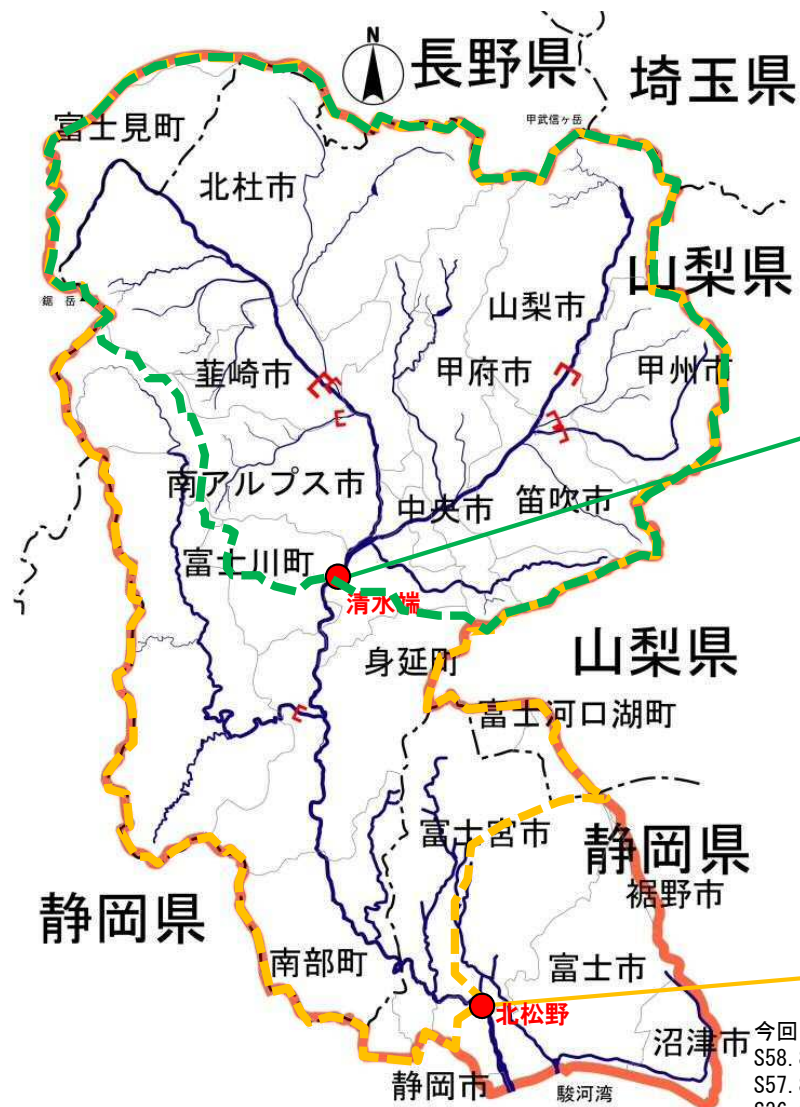 N
長野県
埼玉県
甲武信ヶ岳
富士見町
北杜市
山梨県
鋸 岳
山梨市
韮崎市
甲府市
甲州市
南アルプス市
中央市
笛吹市
富士川町
清水端
身延町
山梨県
富士河口湖町
富士宮市
静岡県
裾野市
静岡県
南部町
富士市
北松野
沼津市
今回
静岡市
駿河湾
S58.
S57.